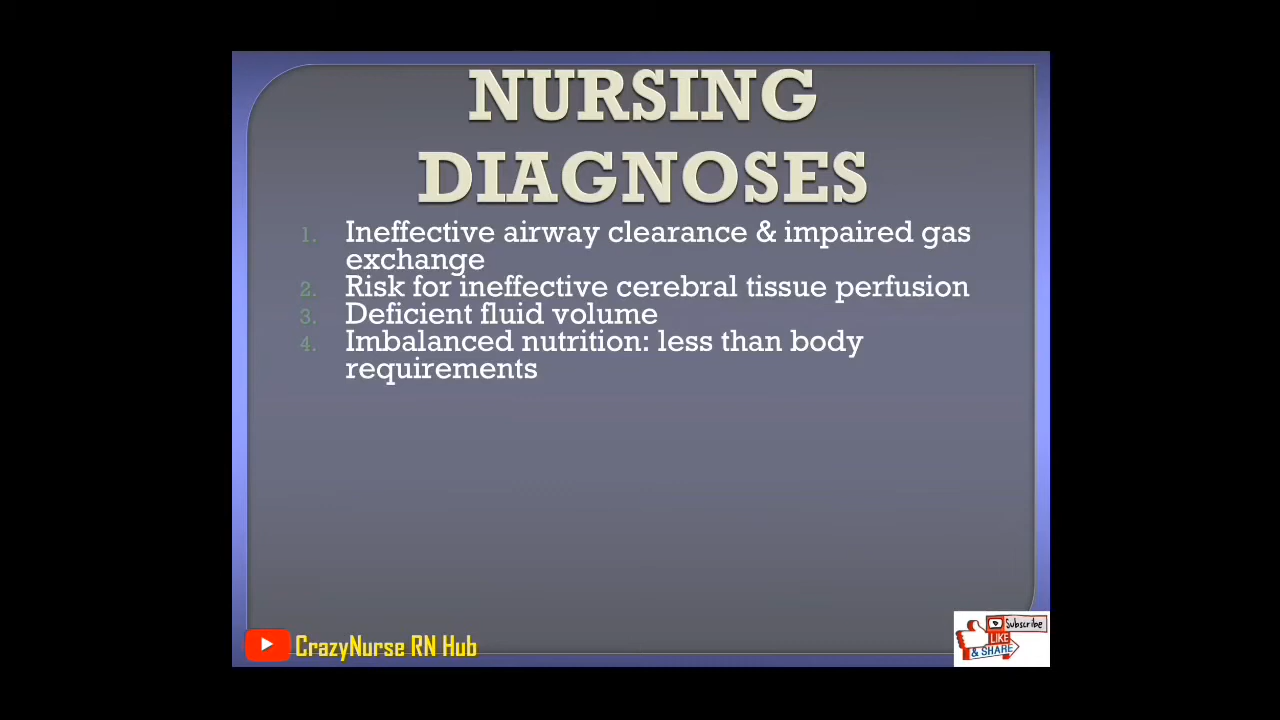 NURSING
DIAGNOSES
1. Ineffective airway clearance & impaired gas
exchange
2. Risk for ineffective cerebral tissue perfusion
3. Deficient fluid volume
4. Imbalanced nutrition: less than body
requirements
CrazyNurse RN Hub
Subscribe
LIKE
& SHARE